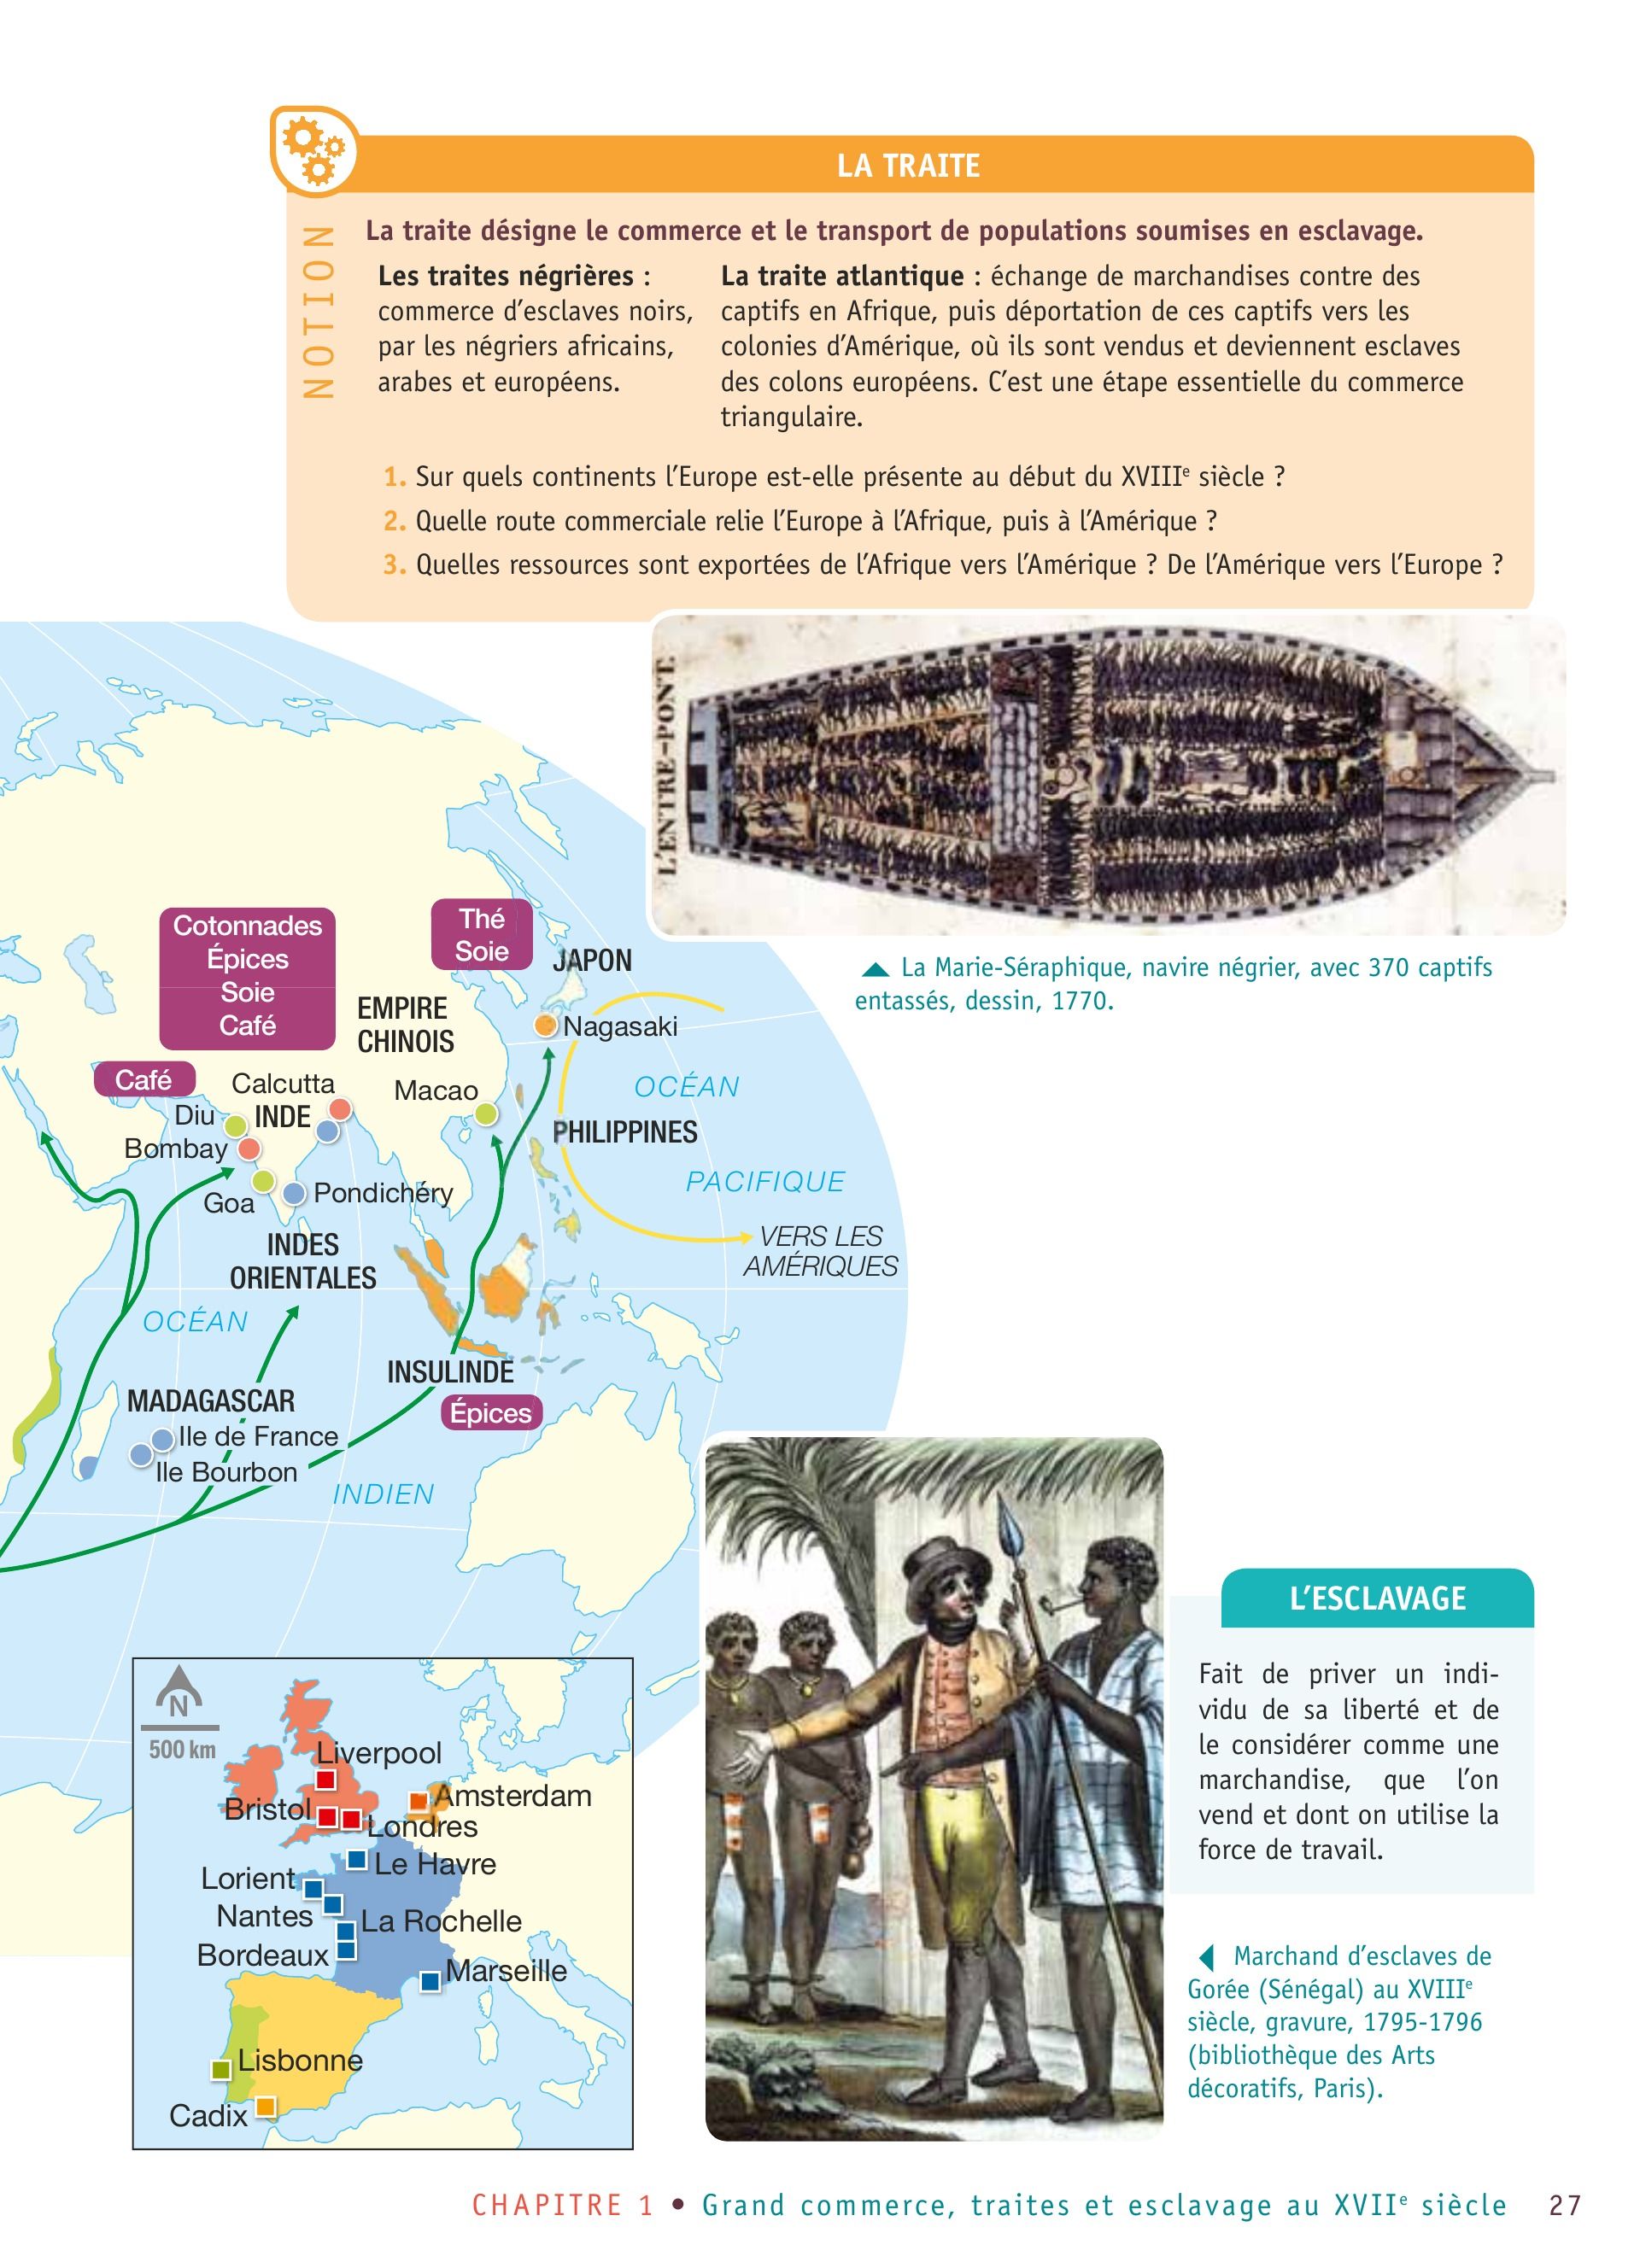 LA TRAITE
NOTION
La traite désigne le commerce et le transport de populations soumises en esclavage.
Les traites négrières :
commerce d’esclaves noirs,
par les négriers africains,
arabes et européens.
La traite atlantique : échange de marchandises contre des
captifs en Afrique, puis déportation de ces captifs vers les
colonies d’Amérique, où ils sont vendus et deviennent esclaves
des colons européens. C’est une étape essentielle du commerce
triangulaire.
1. Sur quels continents l’Europe est-elle présente au début du XVIIIe siècle ?
2. Quelle route commerciale relie l’Europe à l’Afrique, puis à l’Amérique ?
3. Quelles ressources sont exportées de l’Afrique vers l’Amérique ? De l’Amérique vers l’Europe ?
L'ENTRE-PONT.
La Marie-Séraphique, navire négrier, avec 370 captifs
entassés, dessin, 1770.
Cotonnades
Épices
Soie
Café
Thé
Soie
JAPON
EMPIRE
CHINOIS
Nagasaki
Café
Calcutta
Macao
OCÉAN
Diu
INDE
PHILIPPINES
Bombay
PACIFIQUE
Goa
Pondichéry
VERS LES
AMÉRIQUES
INDES
ORIENTALES
OCÉAN
INSULINDE
Épices
MADAGASCAR
Ile de France
Ile Bourbon
INDIEN
N
500 km
Liverpool
Amsterdam
Bristol
Londres
Le Havre
Lorient
Nantes
La Rochelle
Bordeaux
Marseille
Lisbonne
Cadix
L’ESCLAVAGE
Fait de priver un indi-
vidu de sa liberté et de
le considérer comme une
marchandise, que l’on
vend et dont on utilise la
force de travail.
Marchand d’esclaves de
Gorée (Sénégal) au XVIIIe
siècle, gravure, 1795-1796
(bibliothèque des Arts
décoratifs, Paris).
CHAPITRE 1 • Grand commerce, traites et esclavage au XVIIe siècle 27